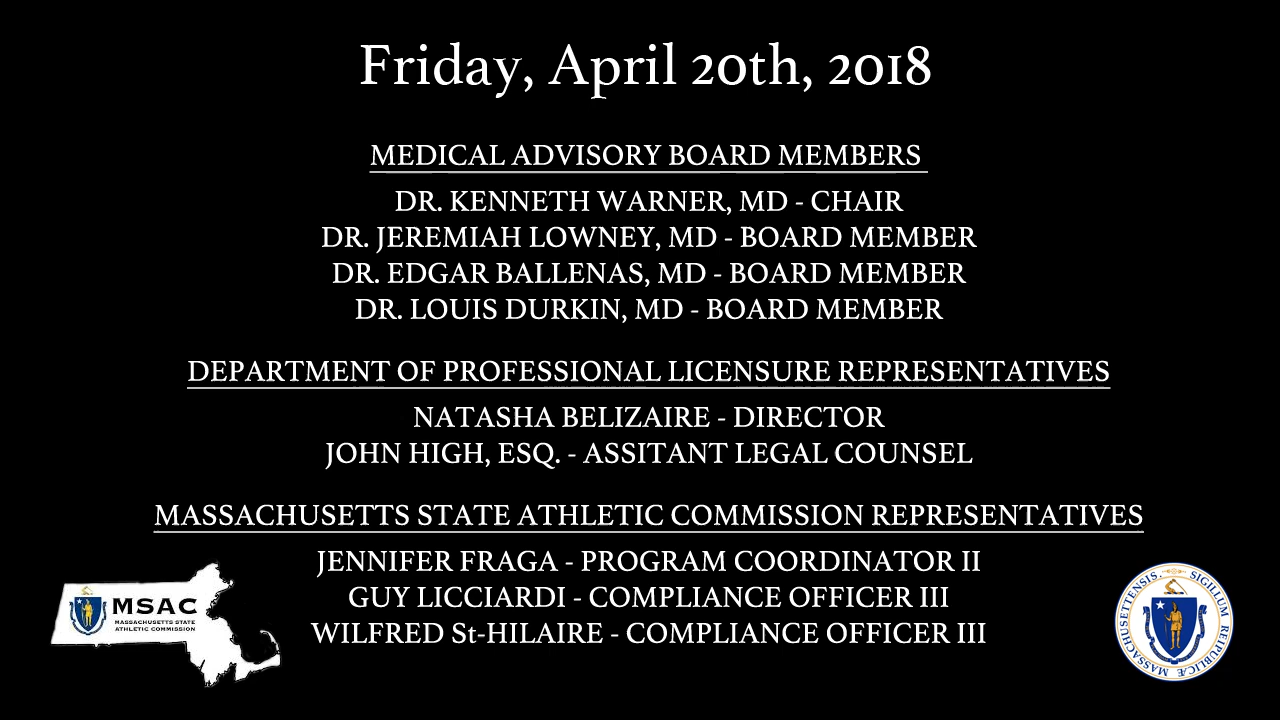 Friday, April 20th, 2018
MEDICAL ADVISORY BOARD MEMBERS
DR. KENNETH WARNER, MD - CHAIR
DR. JEREMIAH LOWNEY, MD - BOARD MEMBER
DR. EDGAR BALLENAS, MD - BOARD MEMBER
DR. LOUIS DURKIN, MD - BOARD MEMBER
DEPARTMENT OF PROFESSIONAL LICENSURE REPRESENTATIVES
NATASHA BELIZAIRE - DIRECTOR
JOHN HIGH, ESQ. - ASSITANT LEGAL COUNSEL
MASSACHUSETTS STATE ATHLETIC COMMISSION REPRESENTATIVES
JENNIFER FRAGA - PROGRAM COORDINATOR II
GUY LICCIARDI - COMPLIANCE OFFICER III
WILFRED St-HILAIRE - COMPLIANCE OFFICER III
MSAC
MASSACHUSETTS STATE
ATHLETIC COMMISSION
SIGILLUM REIPUBLICÆ MASSACHUSETTENSIS